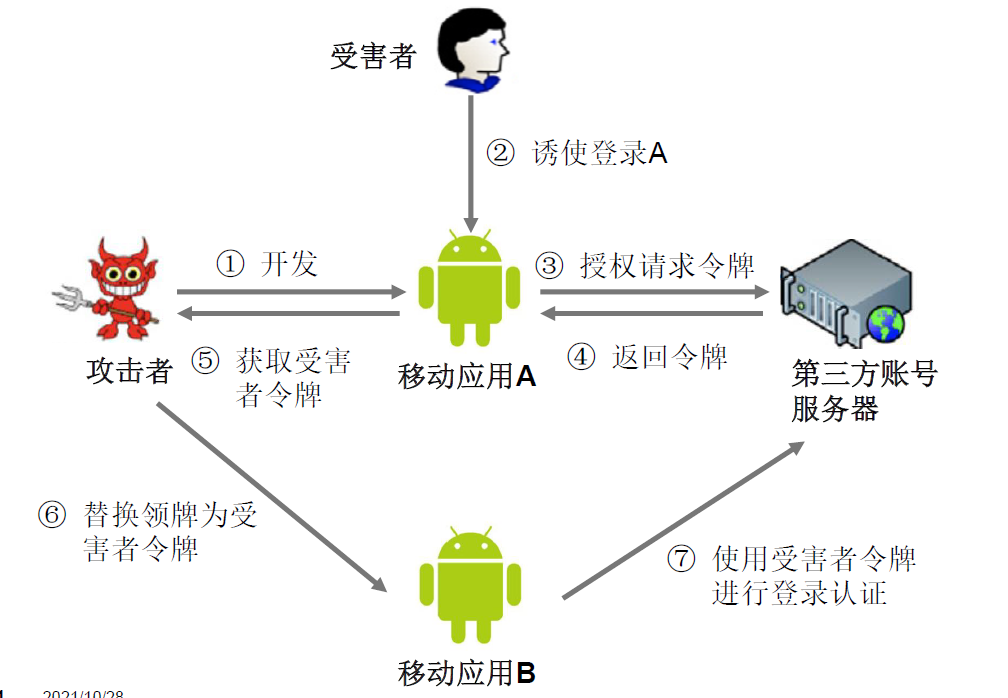 受害者
② 诱使登录A
① 开发
③ 授权请求令牌
⑤ 获取受害
者令牌
④ 返回令牌
攻击者
移动应用A
第三方账号
服务器
⑥ 替换领牌为受
害者令牌
⑦ 使用受害者令牌
进行登录认证
移动应用B
2021/10/28